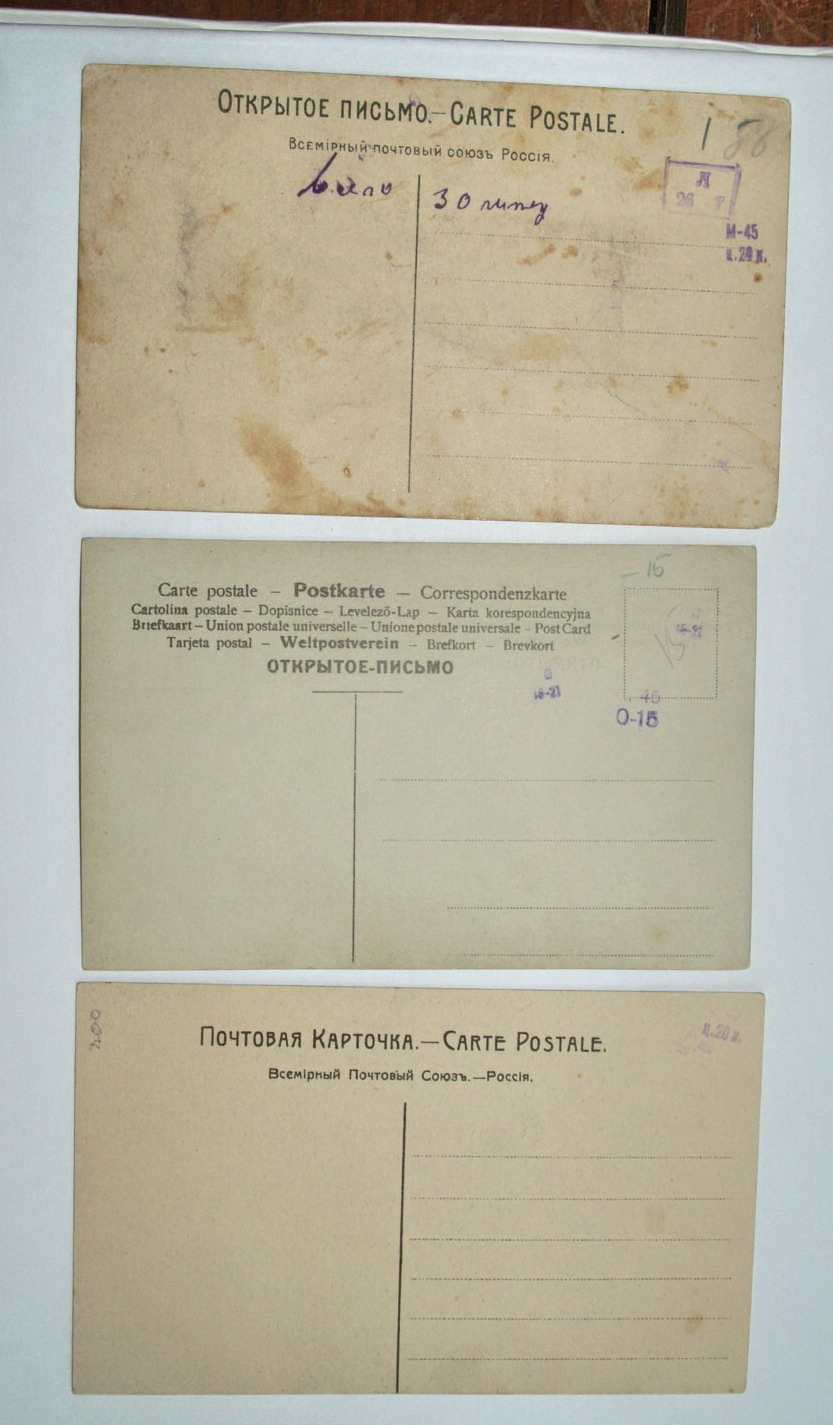 ОТКРЫТОЕ ПИСЬМО.—CARTE POSTALE.
Всемірный почтовый союзъ Россія.
30
26
М-45
ц.20 к.
15
Carte postale – Postkarte — Correspondenzkarte
Cartolina postale – Dopisnice – Levelező-Lap – Karta korespondencyjna
Briefkaart – Union postale universelle – Unione postale universale – Post Card
Tarjeta postal – Weltpostverein – Brefkort – Brevkort
ОТКРЫТОЕ-ПИСЬМО
О-15
ПОЧТОВАЯ КАРТОЧКА.—CARTE POSTALE.
Всемірный Почтовый Союзъ.—Россія.
ц.20 к.